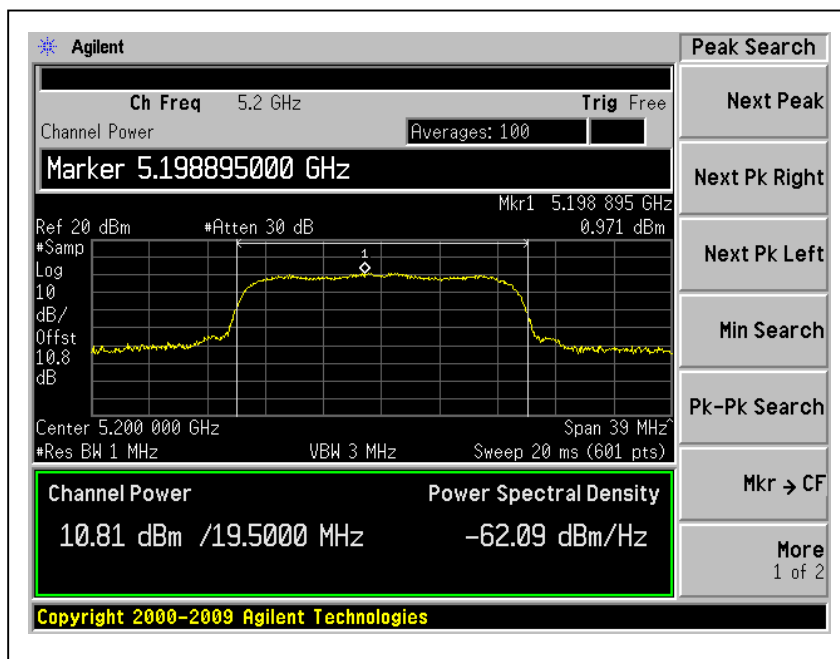 Agilent
Peak Search
Ch Freq 5.2 GHz Trig Free
Channel Power Averages: 100
Marker 5.198895000 GHz
Mkr1 5.198 895 GHz
Ref 20 dBm #Atten 30 dB 0.971 dBm
#Samp
Log
10
dB/
Offst
10.8
dB
1
Center 5.200 000 GHz Span 39 MHz^
#Res BW 1 MHz VBW 3 MHz Sweep 20 ms (601 pts)
Channel Power Power Spectral Density
10.81 dBm /19.5000 MHz -62.09 dBm/Hz
Copyright 2000-2009 Agilent Technologies
Next Peak
Next Pk Right
Next Pk Left
Min Search
Pk-Pk Search
Mkr → CF
More
1 of 2